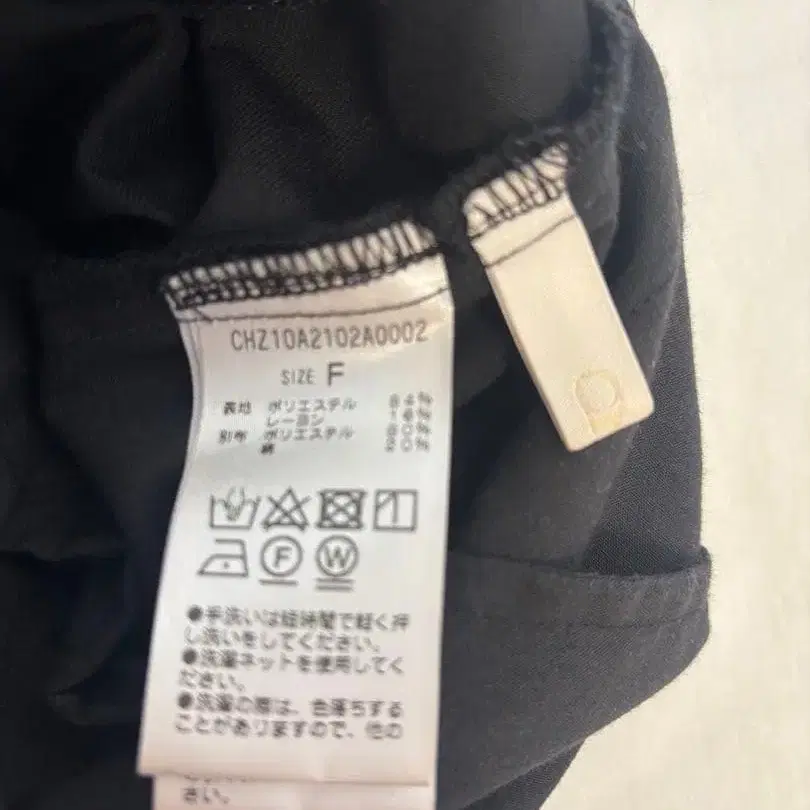 CHZ10A2102A0002
SIZE F
表地 ポリエステル 84%
レーヨン 16%
別布 ポリエステル 80%
綿 20%
F W
●手洗いは短時間で軽く押
し洗いをしてください。
●洗濯ネットを使用してく
ださい。
●洗濯の際は、色落ちする
ことがありますので、他の
さい。